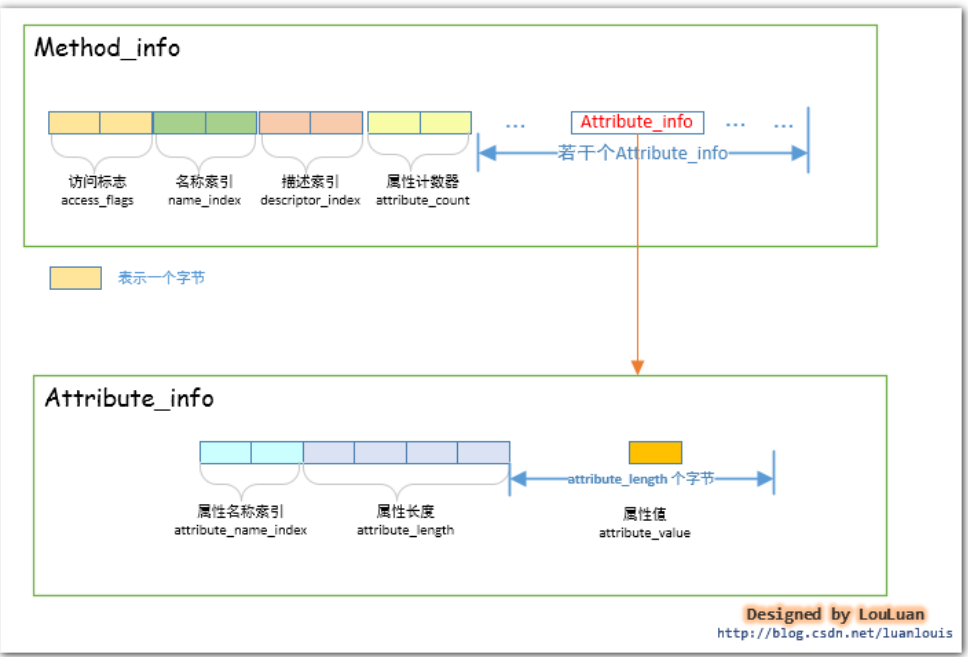 Method_info
... Attribute_info ... ...
若干个Attribute_info
访问标志 名称索引 描述索引 属性计数器
access_flags name_index descriptor_index attribute_count
表示一个字节
Attribute_info
attribute_length 个字节
属性名称索引 属性长度 属性值
attribute_name_index attribute_length attribute_value
Designed by LouLuan
http://blog.csdn.net/luanlouis